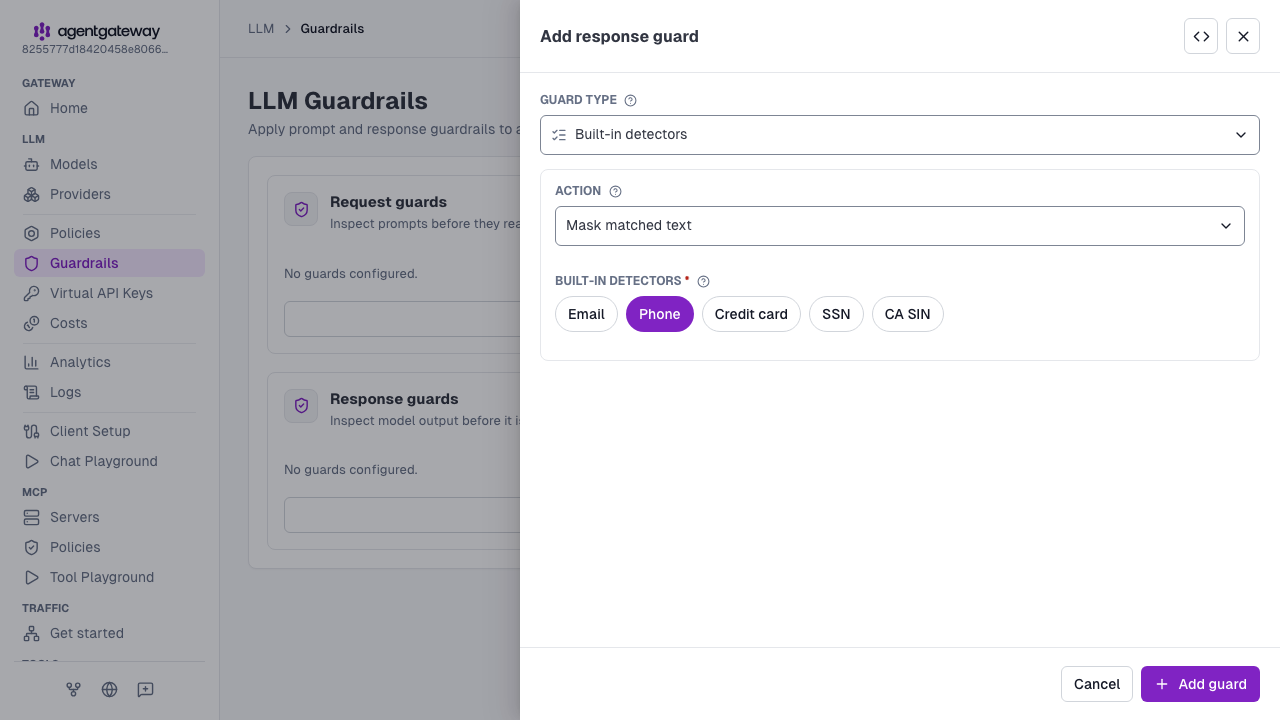 agentgateway
8255777d18420458e8066...
GATEWAY
Home
LLM
Models
Providers
Policies
Guardrails
Virtual API Keys
Costs
Analytics
Logs
Client Setup
Chat Playground
MCP
Servers
Policies
Tool Playground
TRAFFIC
Get started
LLM
Guardrails
LLM Guardrails
Apply prompt and response guardrails to
Request guards
Inspect prompts before they
No guards configured.
Response guards
Inspect model output before it
No guards configured.
Add response guard
GUARD TYPE
Built-in detectors
ACTION
Mask matched text
BUILT-IN DETECTORS *
Email
Phone
Credit card
SSN
CA SIN
Cancel
Add guard